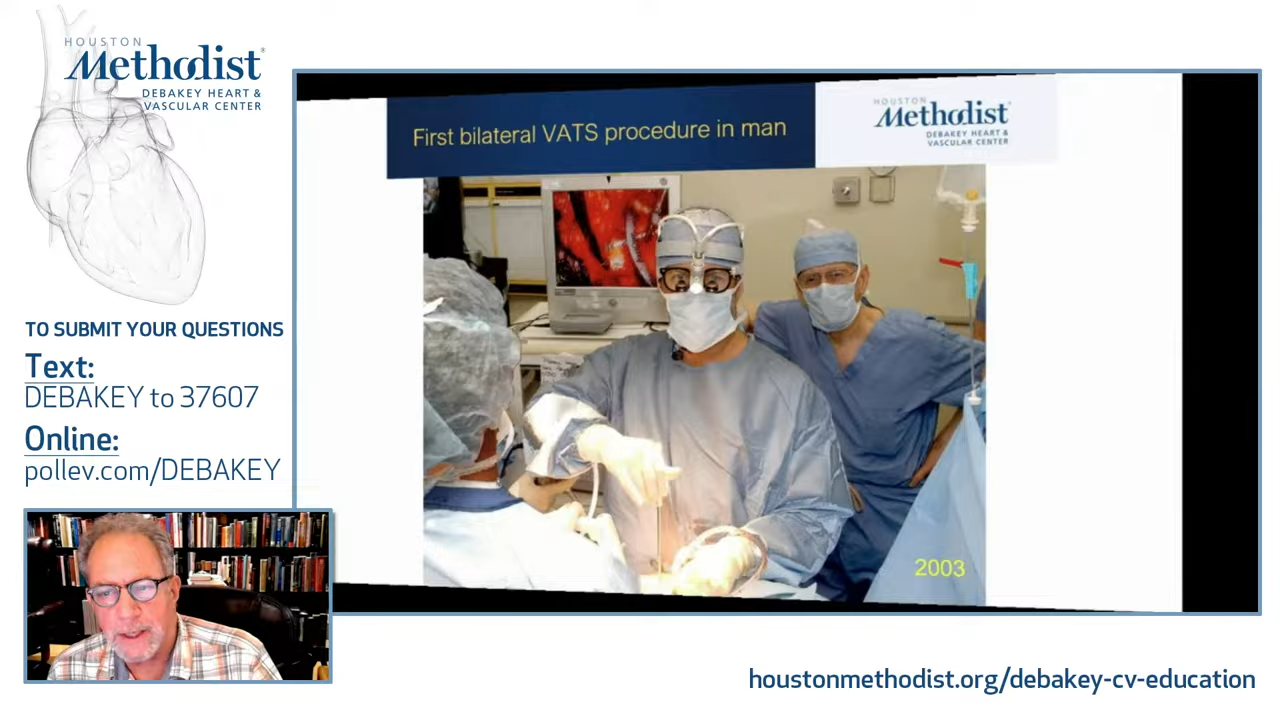 HOUSTON
Methodist®
DEBAKEY HEART &
VASCULAR CENTER
TO SUBMIT YOUR QUESTIONS
Text:
DEBAKEY to 37607
Online:
pollev.com/DEBAKEY
First bilateral VATS procedure in man
HOUSTON
Methodist®
DEBAKEY HEART &
VASCULAR CENTER
2003
houstonmethodist.org/debakey-cv-education